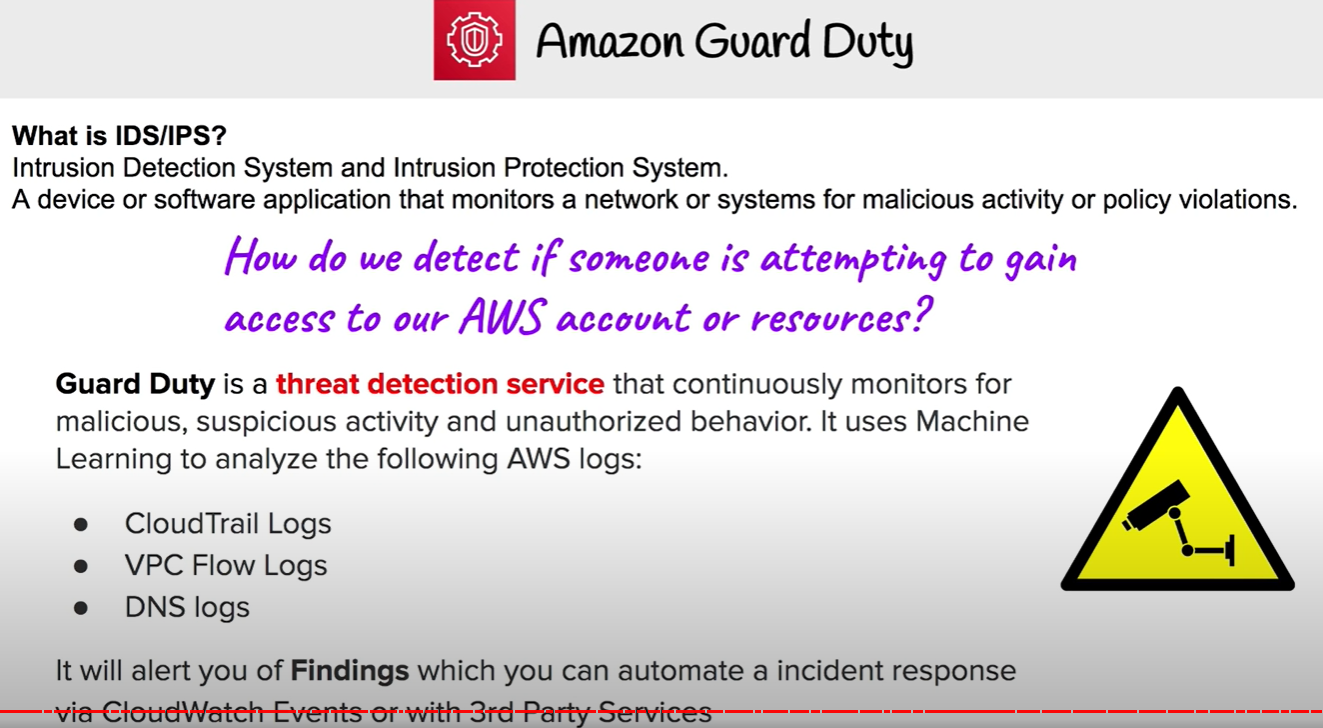 Amazon Guard Duty
What is IDS/IPS?
Intrusion Detection System and Intrusion Protection System.
A device or software application that monitors a network or systems for malicious activity or policy violations.
How do we detect if someone is attempting to gain
access to our AWS account or resources?
Guard Duty is a threat detection service that continuously monitors for
malicious, suspicious activity and unauthorized behavior. It uses Machine
Learning to analyze the following AWS logs:
● CloudTrail Logs
● VPC Flow Logs
● DNS logs
It will alert you of Findings which you can automate a incident response
via CloudWatch Events or with 3rd Party Services